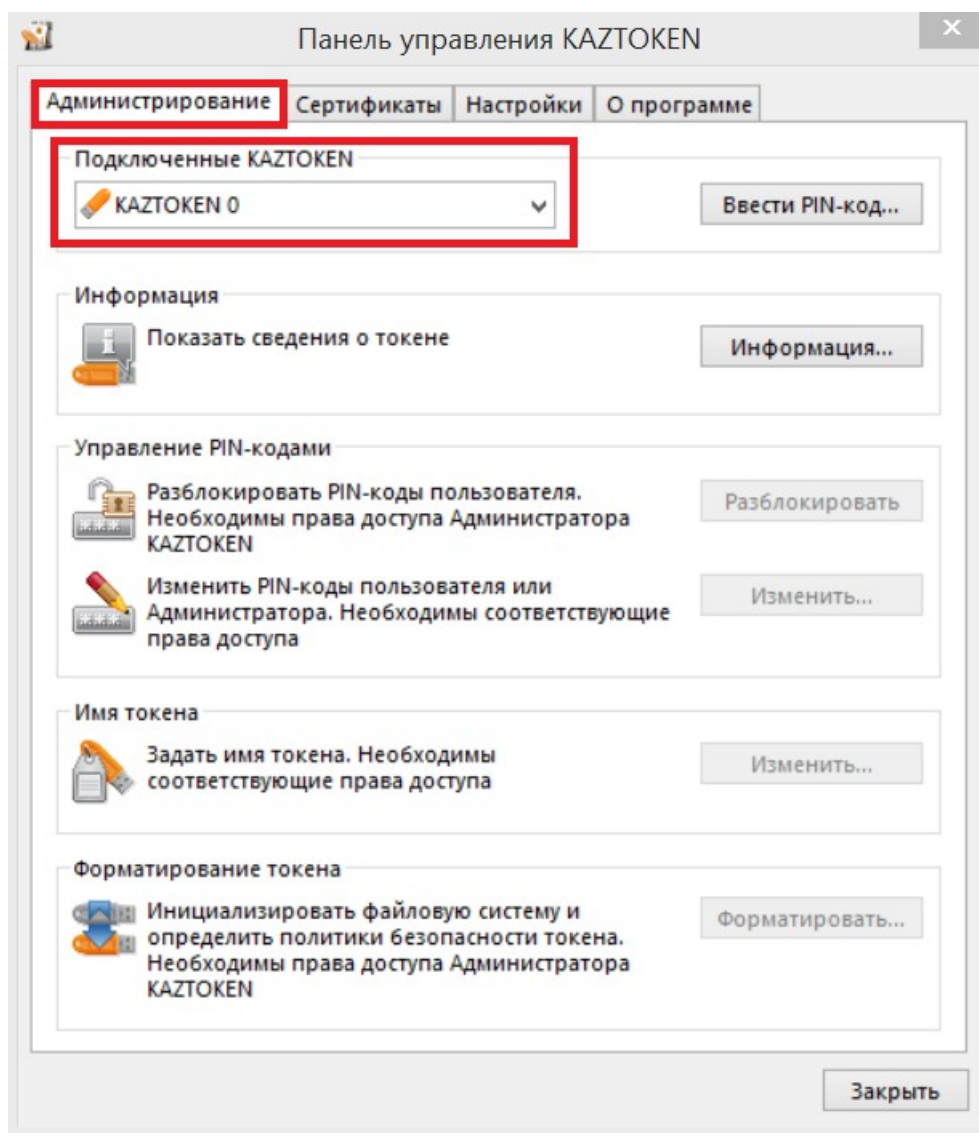 Панель управления KAZTOKEN
Администрирование Сертификаты Настройки О программе
Подключенные KAZTOKEN
KAZTOKEN 0
Ввести PIN-код...
Информация
Показать сведения о токене
Информация...
Управление PIN-кодами
Разблокировать PIN-коды пользователя.
Необходимы права доступа Администратора
KAZTOKEN
Разблокировать
Изменить PIN-коды пользователя или
Администратора. Необходимы соответствующие
права доступа
Изменить...
Имя токена
Задать имя токена. Необходимы
соответствующие права доступа
Изменить...
Форматирование токена
Инициализировать файловую систему и
определить политики безопасности токена.
Необходимы права доступа Администратора
KAZTOKEN
Форматировать...
Закрыть